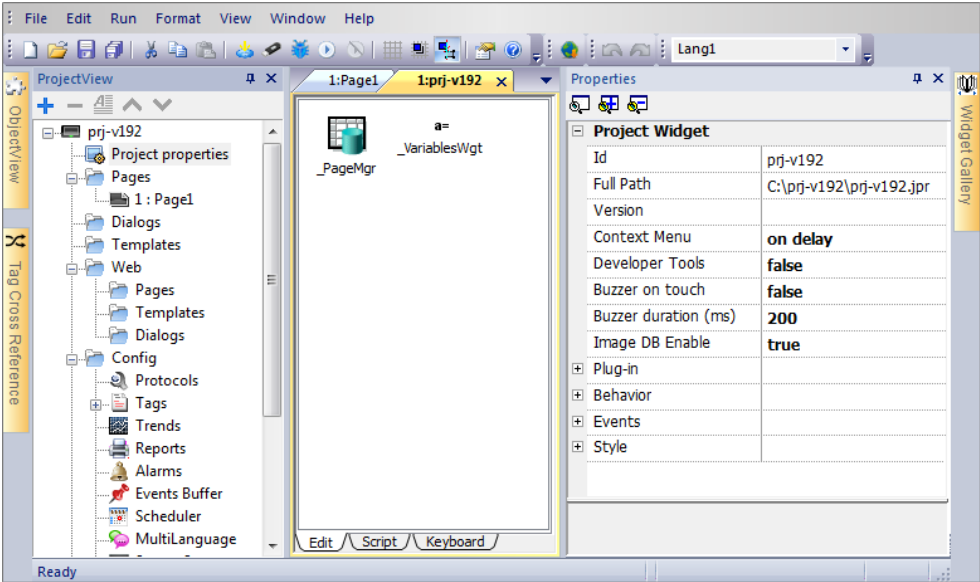 File Edit Run Format View Window Help
Lang1
ObjectView
Tag Cross Reference
ProjectView
prj-v192
Project properties
Pages
1 : Page1
Dialogs
Templates
Web
Pages
Templates
Dialogs
Config
Protocols
Tags
Trends
Reports
Alarms
Events Buffer
Scheduler
MultiLanguage
1:Page1 1:prj-v192
_PageMgr
a=
_VariablesWgt
Edit Script Keyboard
Properties
Project Widget
Id prj-v192
Full Path C:\prj-v192\prj-v192.jpr
Version
Context Menu on delay
Developer Tools false
Buzzer on touch false
Buzzer duration (ms) 200
Image DB Enable true
Plug-in
Behavior
Events
Style
Widget Gallery
Ready